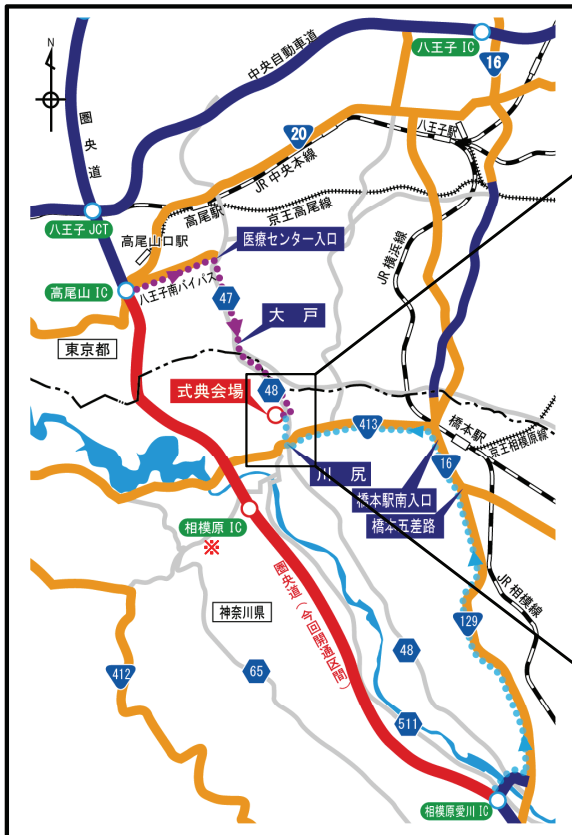 八王子 IC
中央自動車道
16
N
圏央道
20
八王子駅
JR 中央本線
高尾駅
京王高尾線
八王子 JCT
高尾山口駅
医療センター入口
JR 横浜線
高尾山 IC
八王子南バイパス
47
大戸
東京都
式典会場
48
413
橋本駅
京王相模原線
川尻
16
橋本駅南入口
橋本五差路
相模原 IC
※
JR 相模線
圏央道（今回開通区間）
神奈川県
129
48
65
412
511
相模原愛川 IC